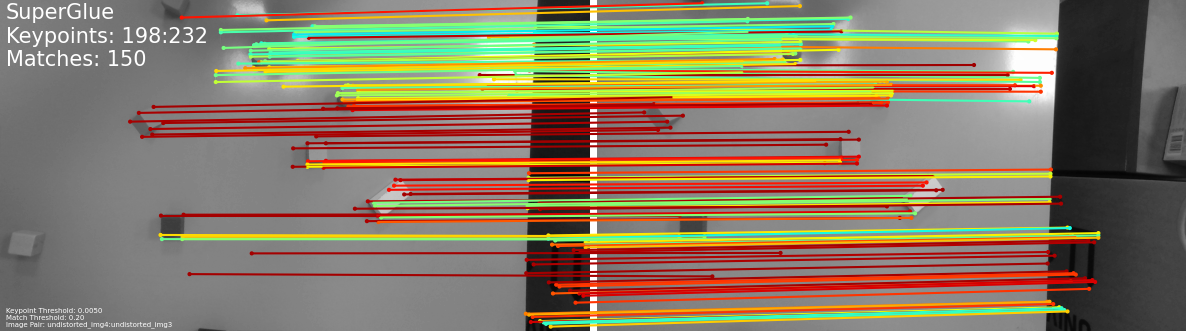 SuperGlue
Keypoints: 198:232
Matches: 150
Keypoint Threshold: 0.0050
Match Threshold: 0.20
Image Pair: undistorted_img4:undistorted_img3